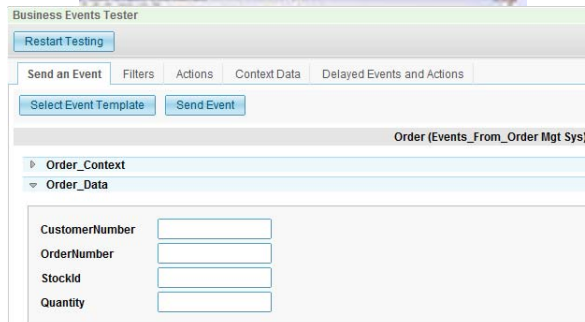 Business Events Tester
Restart Testing
Send an Event Filters Actions Context Data Delayed Events and Actions
Select Event Template Send Event
Order (Events_From_Order Mgt Sys)
Order_Context
Order_Data
CustomerNumber
OrderNumber
StockId
Quantity